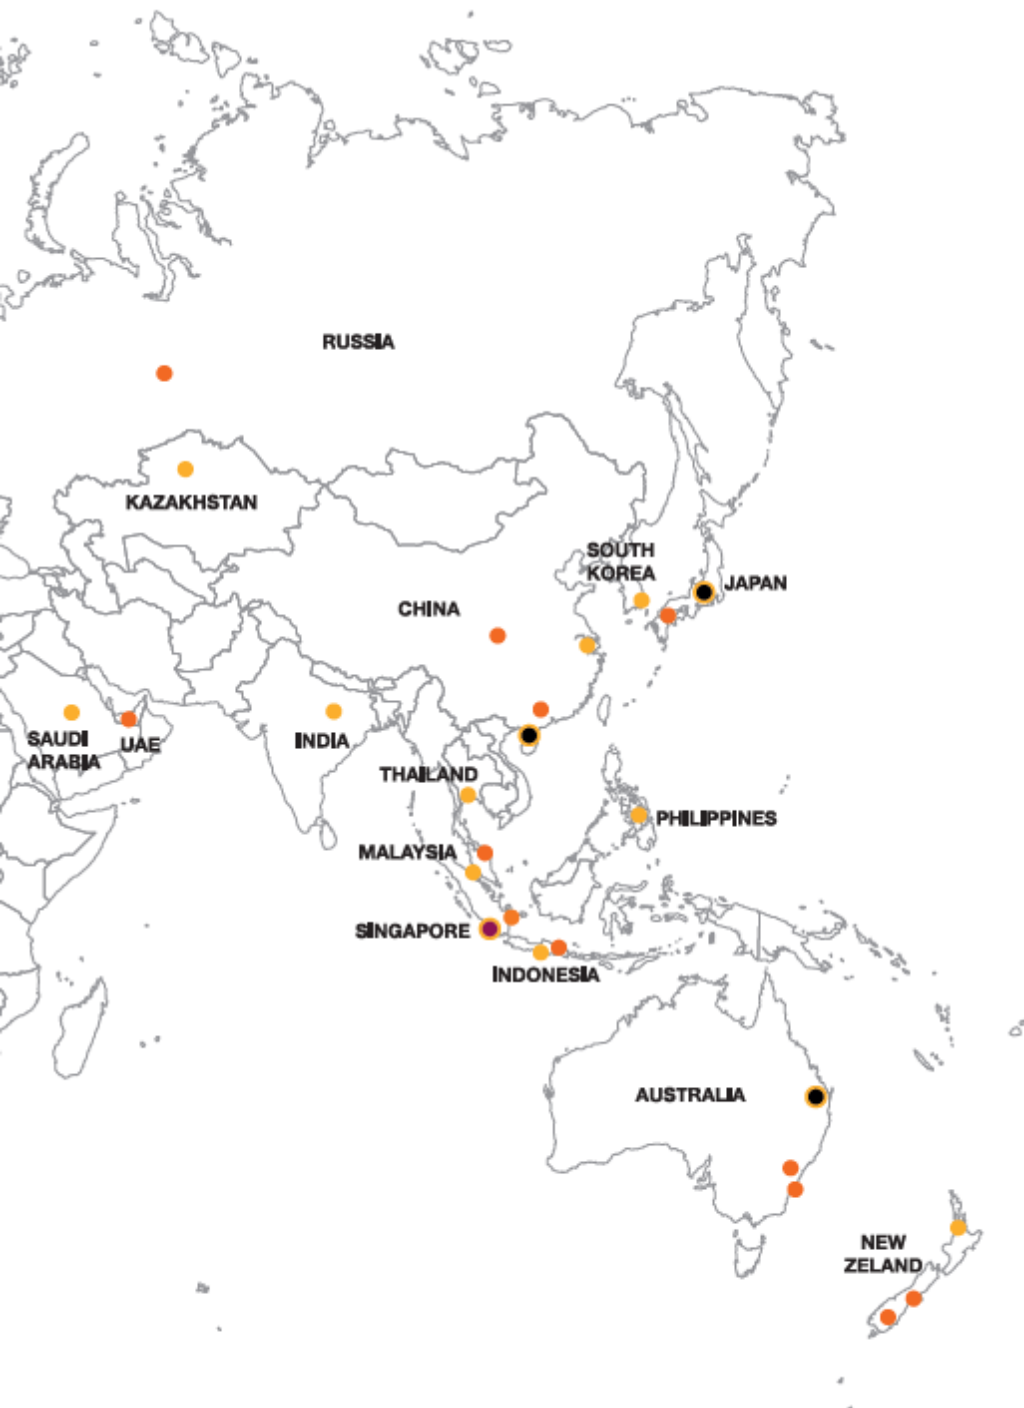 RUSSIA
KAZAKHSTAN
SOUTH
KOREA
JAPAN
CHINA
SAUDI
ARABIA
UAE
INDIA
THAILAND
PHILIPPINES
MALAYSIA
SINGAPORE
INDONESIA
AUSTRALIA
NEW
ZELAND